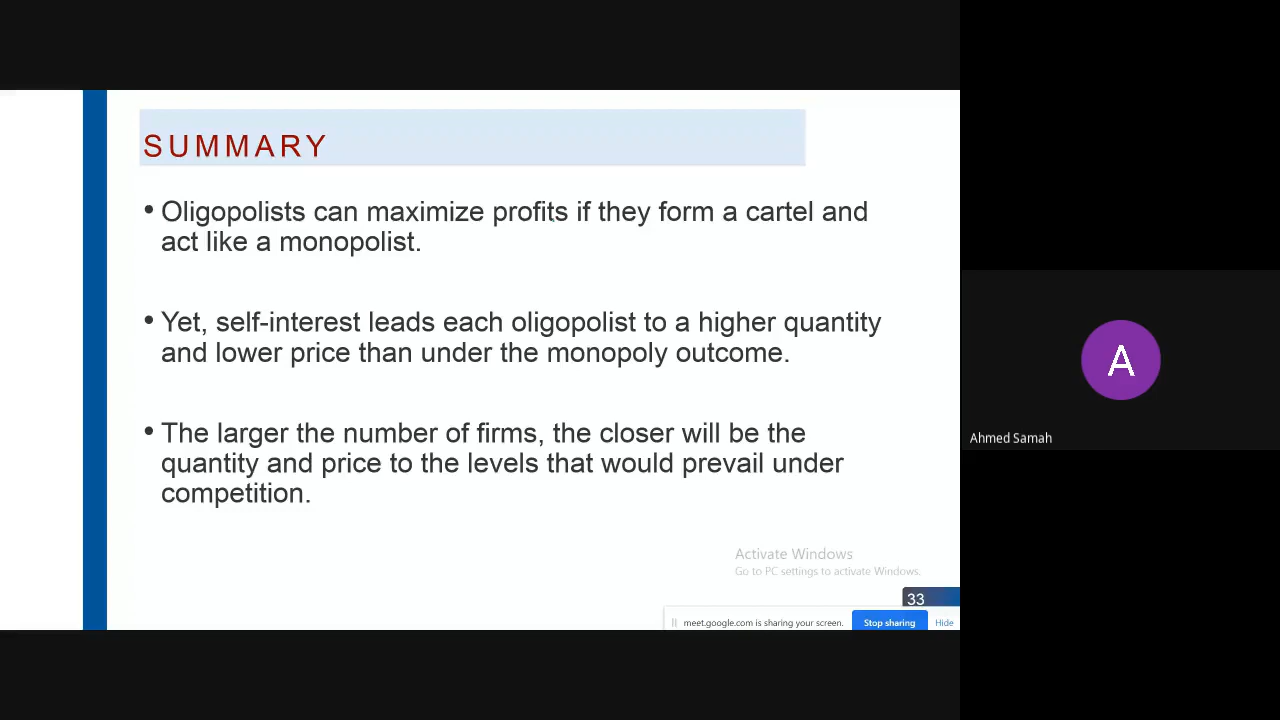 SUMMARY
• Oligopolists can maximize profits if they form a cartel and
act like a monopolist.
• Yet, self-interest leads each oligopolist to a higher quantity
and lower price than under the monopoly outcome.
• The larger the number of firms, the closer will be the
quantity and price to the levels that would prevail under
competition.
Activate Windows
Go to PC settings to activate Windows.
33
meet.google.com is sharing your screen. Stop sharing Hide
A
Ahmed Samah